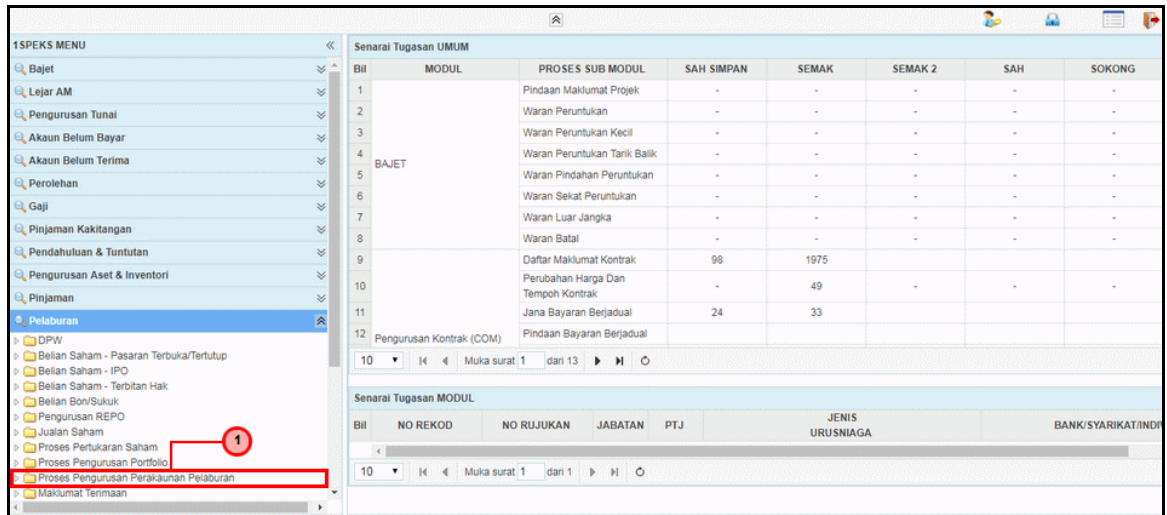 1SPEKS MENU
Bajet
Lejar AM
Pengurusan Tunai
Akaun Belum Bayar
Akaun Belum Terima
Perolehan
Gaji
Pinjaman Kakitangan
Pendahuluan & Tuntutan
Pengurusan Aset & Inventori
Pinjaman
Pelaburan
DPW
Belian Saham - Pasaran Terbuka/Tertutup
Belian Saham - IPO
Belian Saham - Terbitan Hak
Belian Bon/Sukuk
Pengurusan REPO
Jualan Saham
Proses Pertukaran Saham
1
Proses Pengurusan Portfolio
Proses Pengurusan Perakaunan Pelaburan
Maklumat Terimaan
Senarai Tugasan UMUM
Bil MODUL PROSES SUB MODUL SAH SIMPAN SEMAK SEMAK 2 SAH SOKONG
1 Pindaan Maklumat Projek - - - - -
2 Waran Peruntukan - - - - -
3 Waran Peruntukan Kecil - - - - -
4 Waran Peruntukan Tarik Balik - - - - -
BAJET
5 Waran Pindahan Peruntukan - - - - -
6 Waran Sekat Peruntukan - - - - -
7 Waran Luar Jangka - - - - -
8 Waran Batal - - - - -
9 Daftar Maklumat Kontrak 98 1975
10 Perubahan Harga Dan - 49 - - -
Tempoh Kontrak
11 Jana Bayaran Berjadual 24 33
12 Pengurusan Kontrak (COM) Pindaan Bayaran Berjadual
10 Muka surat 1 dari 13
Senarai Tugasan MODUL
Bil NO REKOD NO RUJUKAN JABATAN PTJ JENIS BANK/SYARIKAT/INDIV
URUSNIAGA
10 Muka surat 1 dari 1